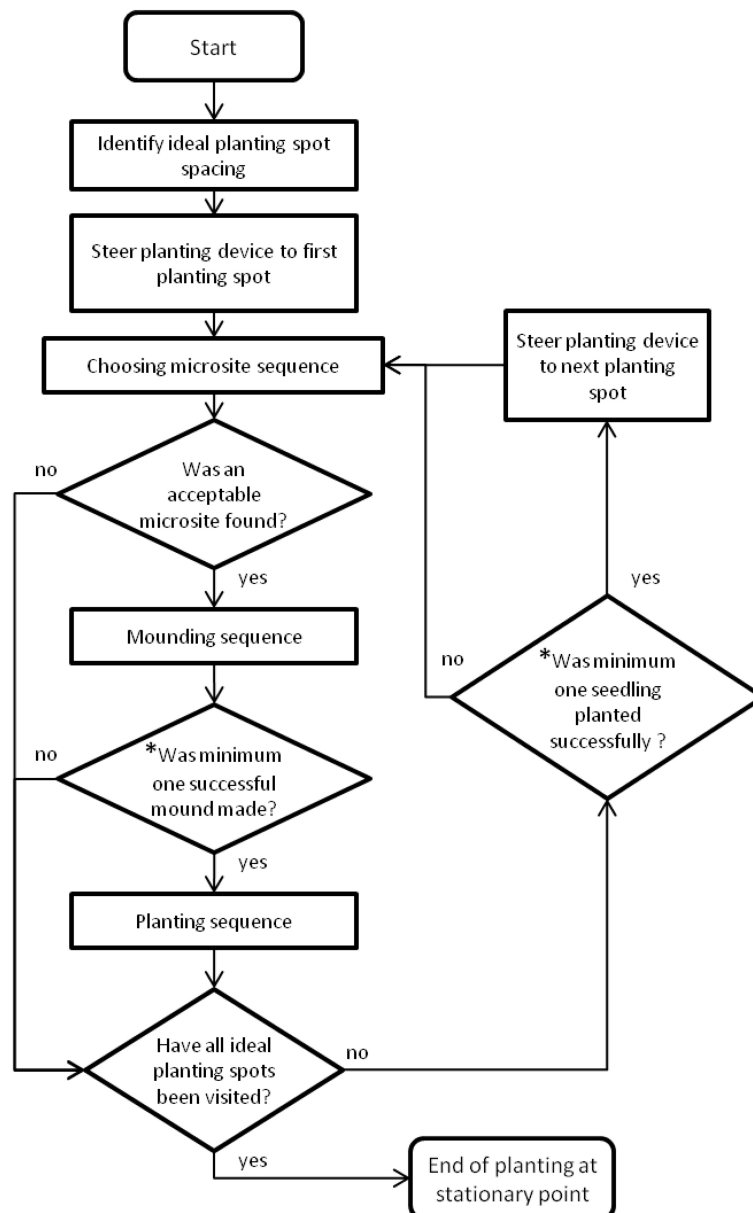 Start
Identify ideal planting spot
spacing
Steer planting device to first
planting spot
Choosing microsite sequence
Steer planting device
to next planting
spot
no
Was an
acceptable
microsite found?
yes
Mounding sequence
yes
no
*Was minimum
one seedling
planted
successfully ?
no
*Was minimum
one successful
mound made?
yes
Planting sequence
Have all ideal
planting spots
been visited?
no
yes
End of planting at
stationary point